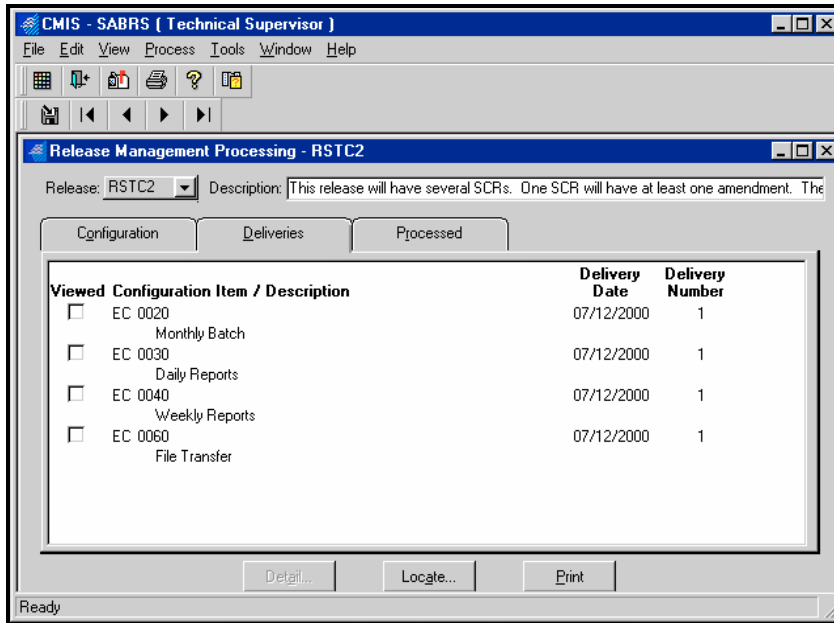 CMIS - SABRS ( Technical Supervisor )
File Edit View Process Tools Window Help
Release Management Processing - RSTC2
Release: RSTC2 Description: This release will have several SCRs. One SCR will have at least one amendment. The
Configuration Deliveries Processed
Viewed Configuration Item / Description Delivery Date Delivery Number
EC 0020 07/12/2000 1
Monthly Batch
EC 0030 07/12/2000 1
Daily Reports
EC 0040 07/12/2000 1
Weekly Reports
EC 0060 07/12/2000 1
File Transfer
Detail... Locate... Print
Ready